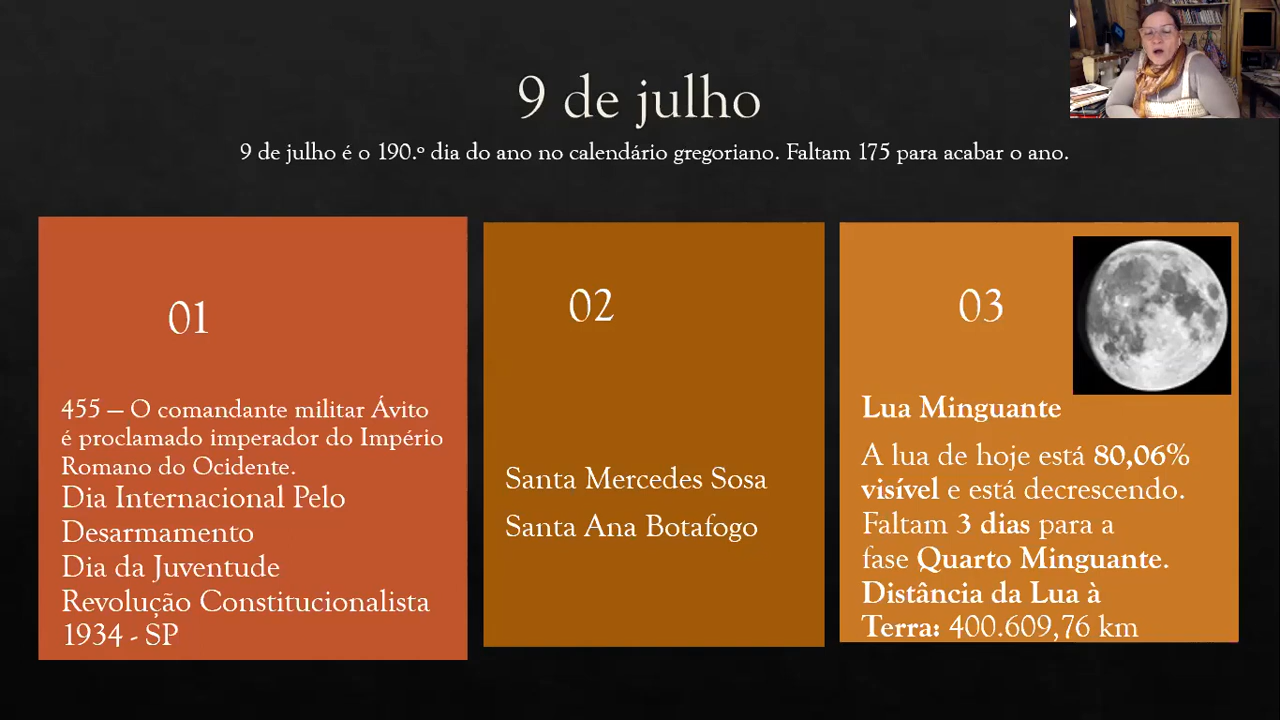 9 de julho
9 de julho é o 190.º dia do ano no calendário gregoriano. Faltam 175 para acabar o ano.
01
455 – O comandante militar Ávito
é proclamado imperador do Império
Romano do Ocidente.
Dia Internacional Pelo
Desarmamento
Dia da Juventude
Revolução Constitucionalista
1934 - SP
02
Santa Mercedes Sosa
Santa Ana Botafogo
03
Lua Minguante
A lua de hoje está 80,06%
visível e está decrescendo.
Faltam 3 dias para a
fase Quarto Minguante.
Distância da Lua à
Terra: 400.609,76 km